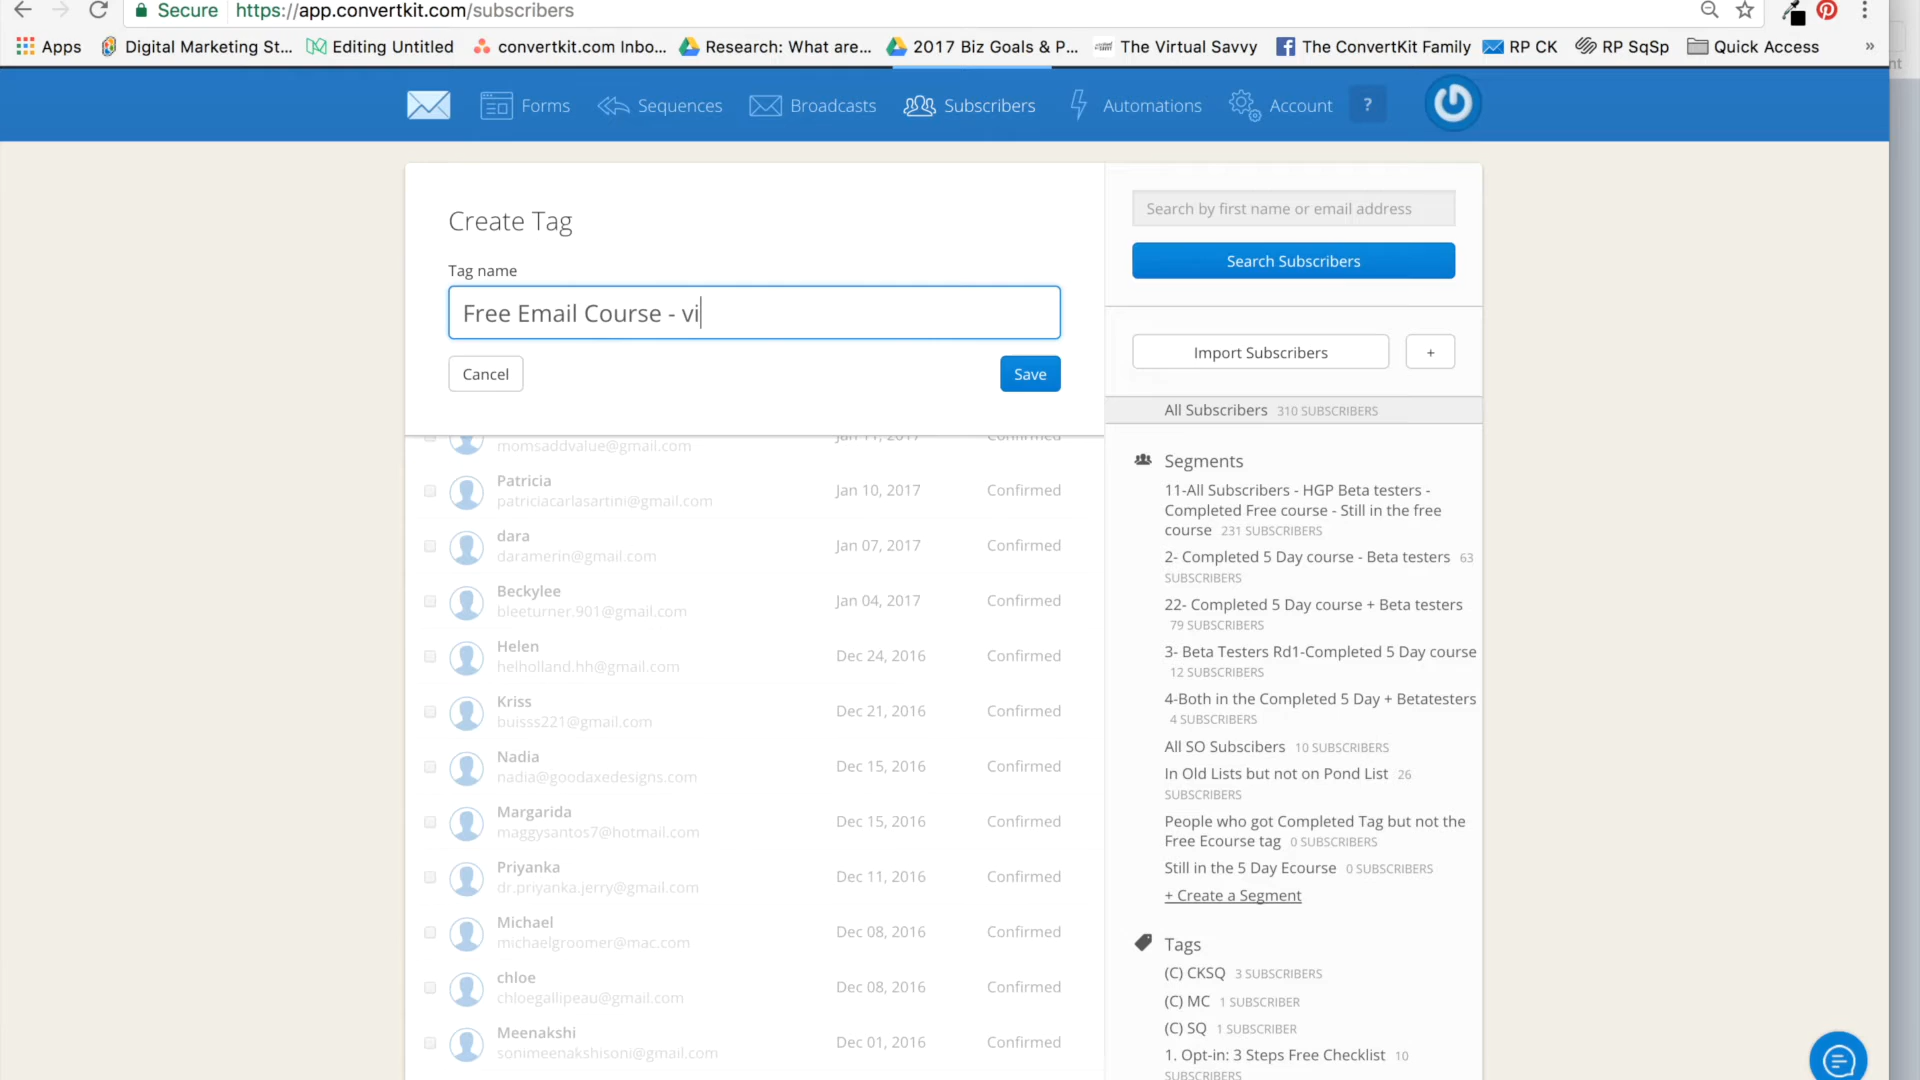 Secure https://app.convertkit.com/subscribers
Apps Digital Marketing St... Editing Untitled convertkit.com Inbo... Research: What are... 2017 Biz Goals & P... The Virtual Savvy The ConvertKit Family RP CK RP SqSp Quick Access »
nt
Forms Sequences Broadcasts Subscribers Automations Account ?
Create Tag
Tag name
Free Email Course - vi
Cancel Save
momsaddvalue@gmail.com Jan 11, 2017 Confirmed
Patricia
patriciacarlasartini@gmail.com Jan 10, 2017 Confirmed
dara
daramerin@gmail.com Jan 07, 2017 Confirmed
Beckylee
bleeturner.901@gmail.com Jan 04, 2017 Confirmed
Helen
helholland.hh@gmail.com Dec 24, 2016 Confirmed
Kriss
buisss221@gmail.com Dec 21, 2016 Confirmed
Nadia
nadia@goodaxedesigns.com Dec 15, 2016 Confirmed
Margarida
maggysantos7@hotmail.com Dec 15, 2016 Confirmed
Priyanka
dr.priyanka.jerry@gmail.com Dec 11, 2016 Confirmed
Michael
michaelgroomer@mac.com Dec 08, 2016 Confirmed
chloe
chloegallipeau@gmail.com Dec 08, 2016 Confirmed
Meenakshi
sonimeenakshisoni@gmail.com Dec 01, 2016 Confirmed
Search by first name or email address
Search Subscribers
Import Subscribers +
All Subscribers 310 SUBSCRIBERS
Segments
11-All Subscribers - HGP Beta testers -
Completed Free course - Still in the free
course 231 SUBSCRIBERS
2- Completed 5 Day course - Beta testers 63
SUBSCRIBERS
22- Completed 5 Day course + Beta testers
79 SUBSCRIBERS
3- Beta Testers Rd1-Completed 5 Day course
12 SUBSCRIBERS
4-Both in the Completed 5 Day + Betatesters
4 SUBSCRIBERS
All SO Subscibers 10 SUBSCRIBERS
In Old Lists but not on Pond List 26
SUBSCRIBERS
People who got Completed Tag but not the
Free Ecourse tag 0 SUBSCRIBERS
Still in the 5 Day Ecourse 0 SUBSCRIBERS
+ Create a Segment
Tags
(C) CKSQ 3 SUBSCRIBERS
(C) MC 1 SUBSCRIBER
(C) SQ 1 SUBSCRIBER
1. Opt-in: 3 Steps Free Checklist 10
SUBSCRIBERS